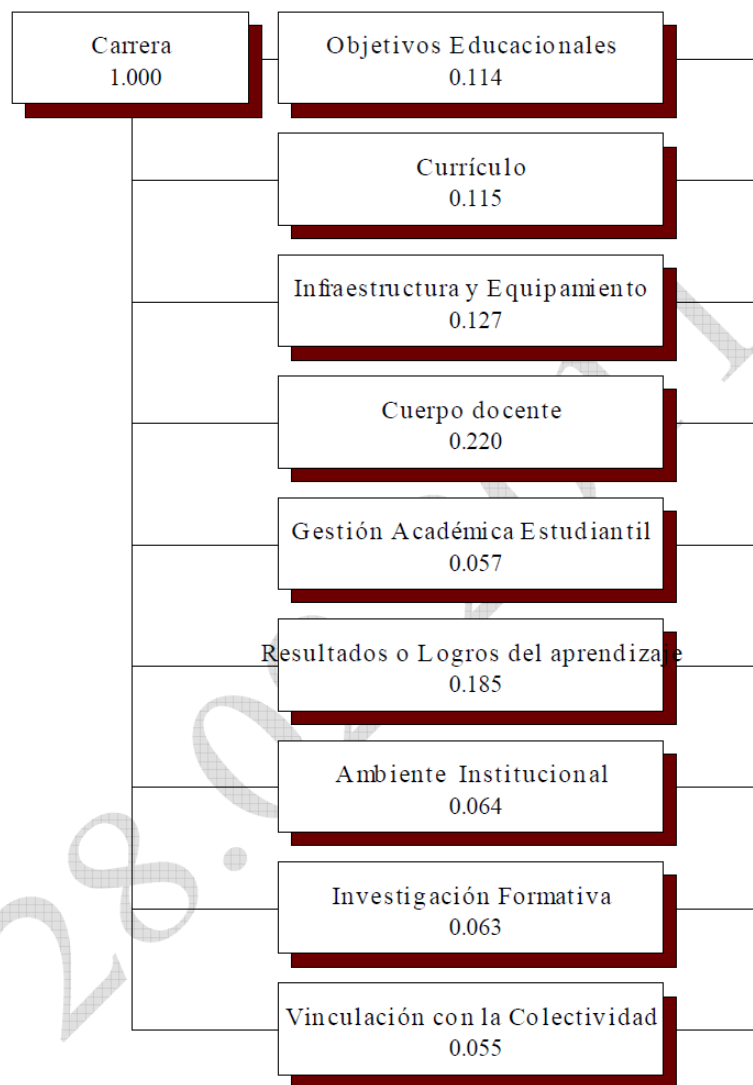 Carrera
1.000
Objetivos Educacionales
0.114
Currículo
0.115
Infraestructura y Equipamiento
0.127
Cuerpo docente
0.220
Gestión Académica Estudiantil
0.057
Resultados o Logros del aprendizaje
0.185
Ambiente Institucional
0.064
Investigación Formativa
0.063
Vinculación con la Colectividad
0.055